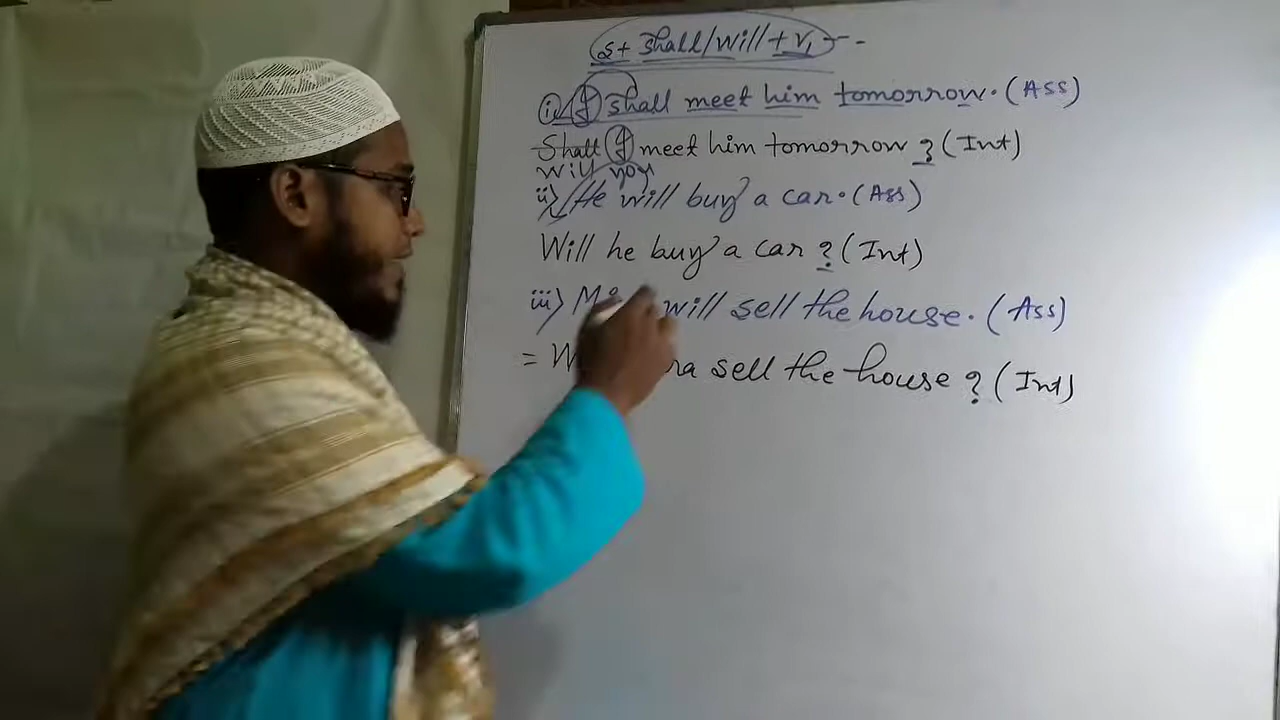 S+ shall/will + V₁ - -
i) I shall meet him tomorrow. (Ass)
Shall I meet him tomorrow ? (Int)
will you
ii) He will buy a car. (Ass)
Will he buy a car ? (Int)
iii) will sell the house. (Ass)
= sell the house ? (Int)